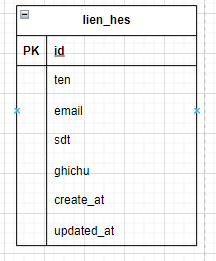 lien_hes
PK id
ten
email
sdt
ghichu
create_at
updated_at